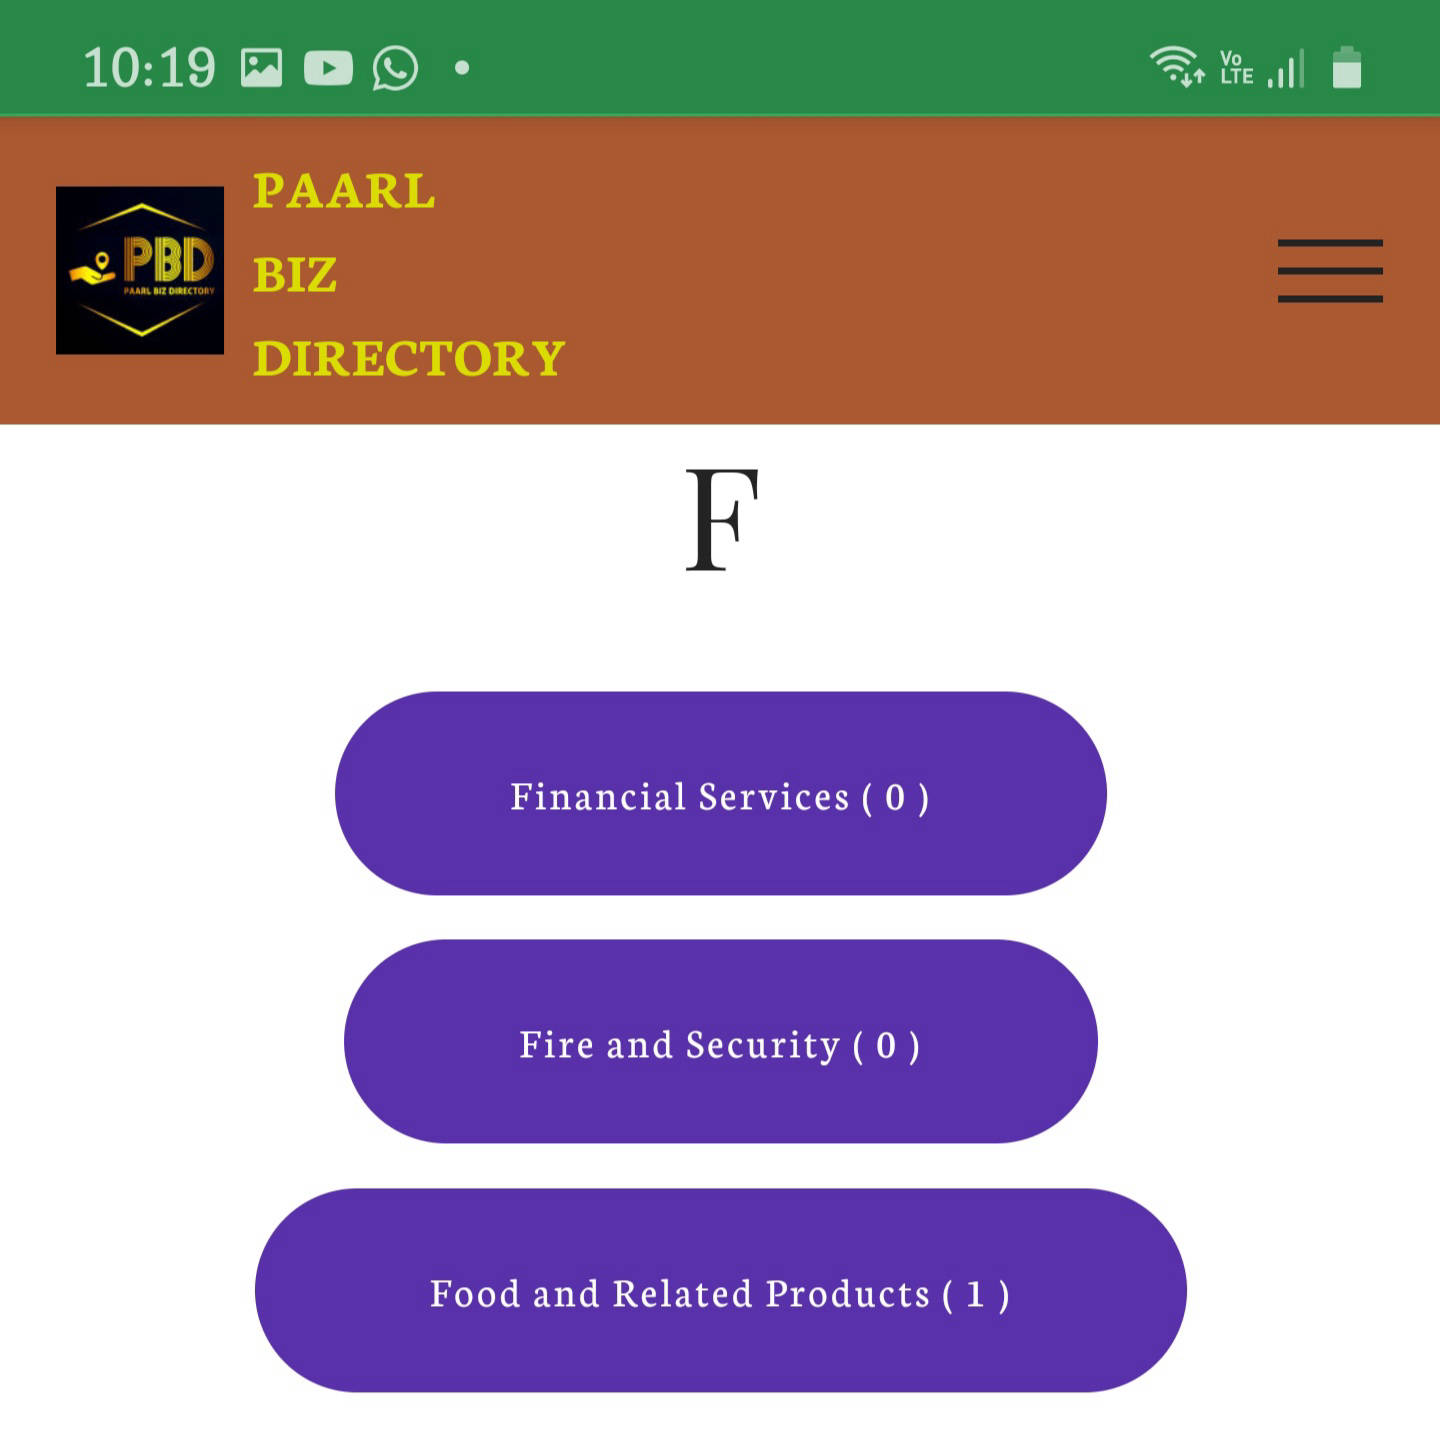 10:19
Vo
LTE
PBD
PAARL BIZ DIRECTORY
PAARL
BIZ
DIRECTORY
F
Financial Services ( 0 )
Fire and Security ( 0 )
Food and Related Products ( 1 )